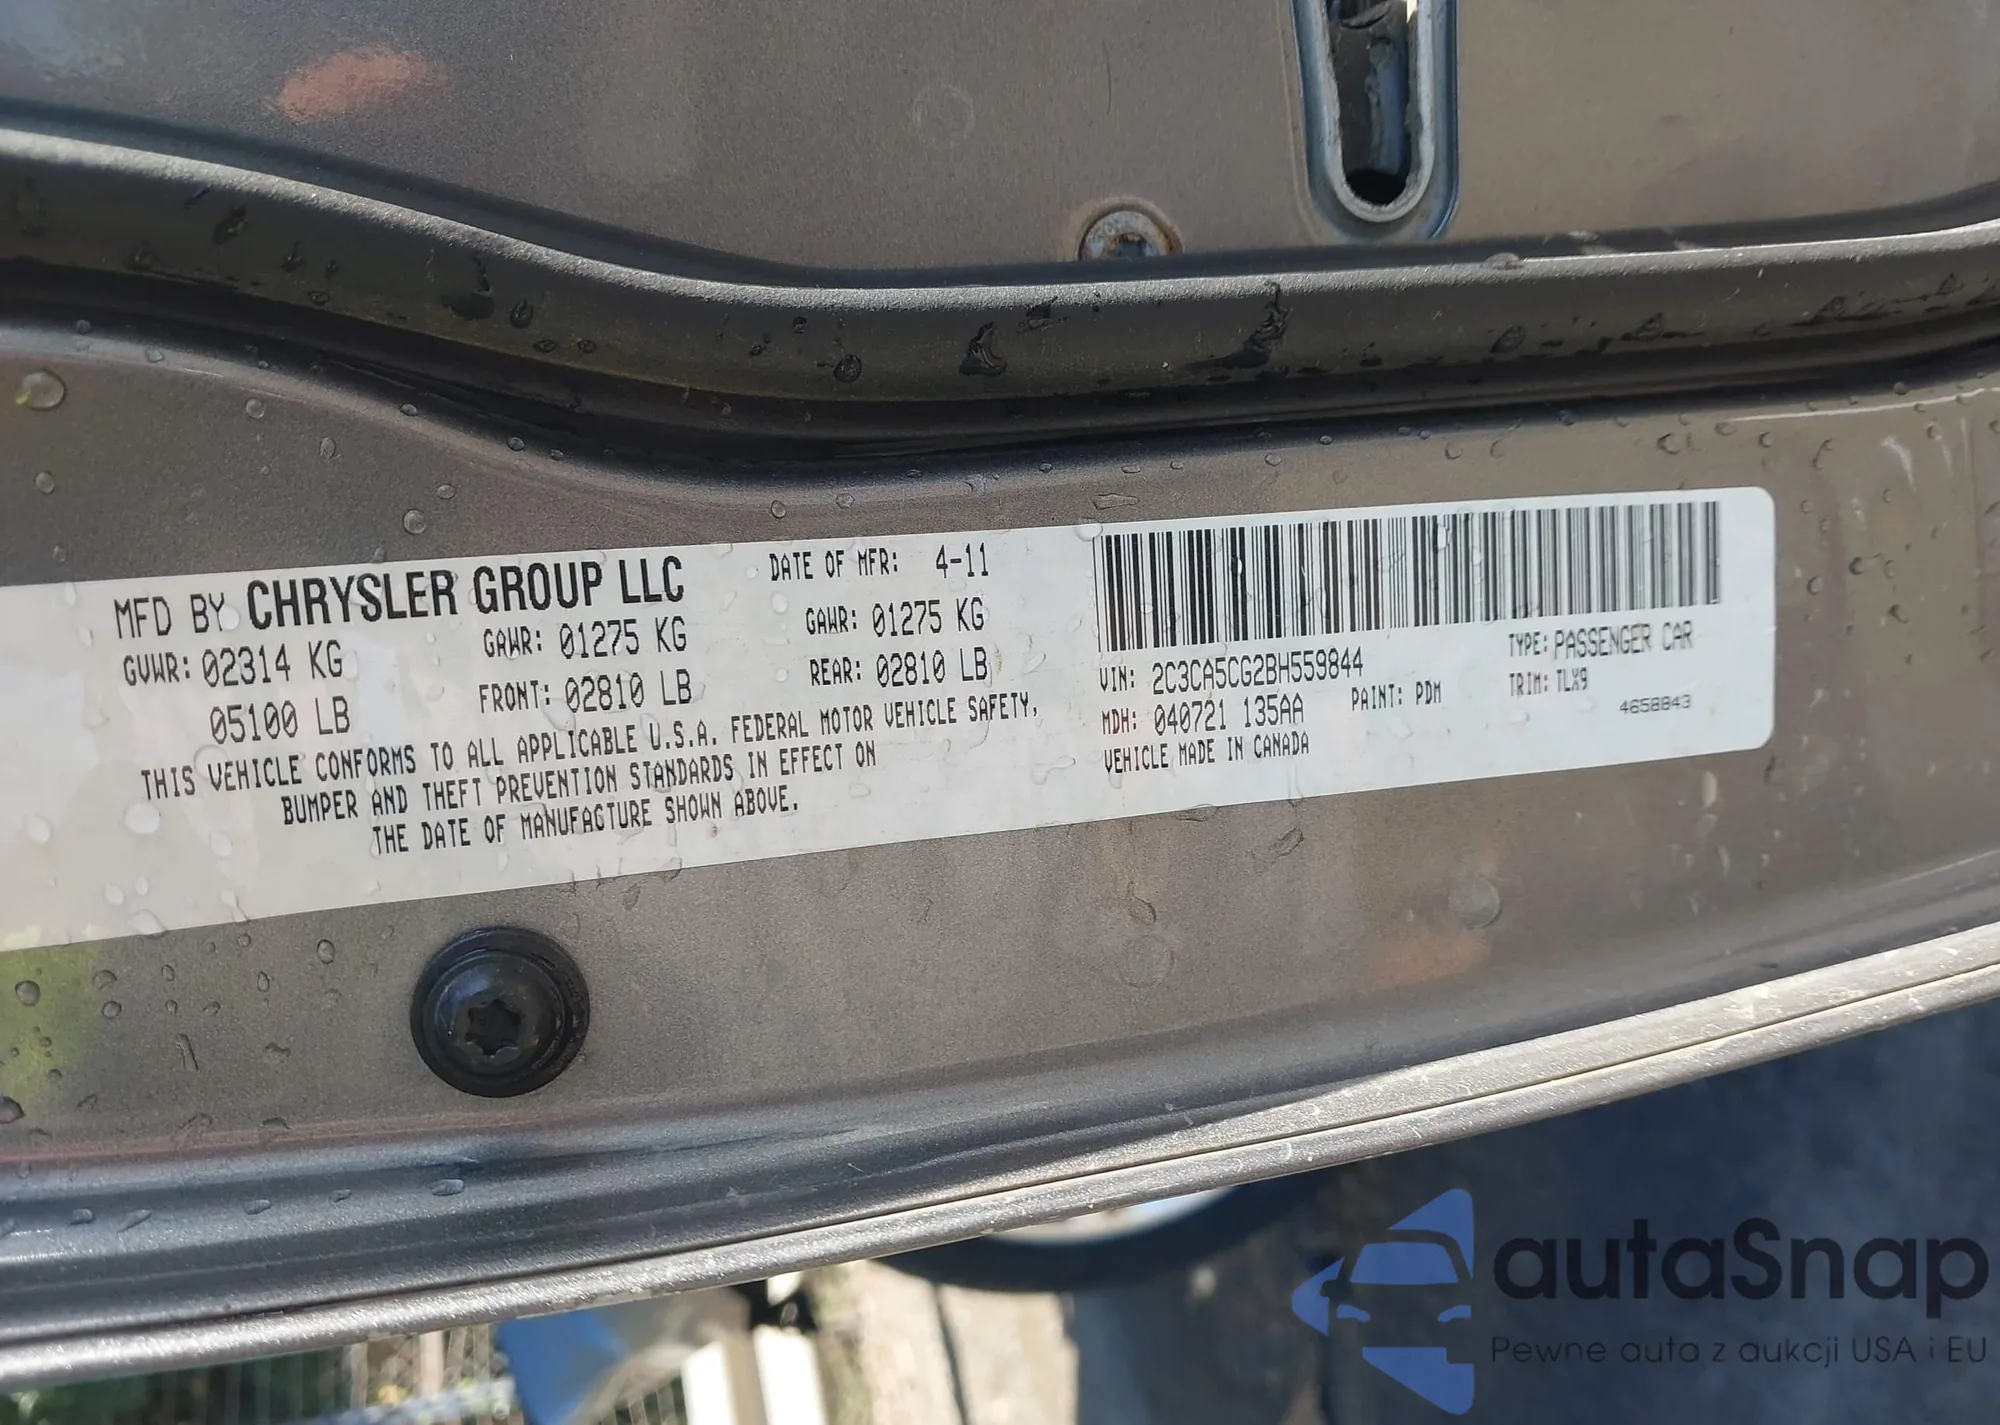 MFD BY CHRYSLER GROUP LLC
DATE OF MFR: 4-11
GVWR: 02314 KG
GAWR: 01275 KG
GAWR: 01275 KG
05100 LB
FRONT: 02810 LB
REAR: 02810 LB
THIS VEHICLE CONFORMS TO ALL APPLICABLE U.S.A. FEDERAL MOTOR VEHICLE SAFETY,
BUMPER AND THEFT PREVENTION STANDARDS IN EFFECT ON
THE DATE OF MANUFACTURE SHOWN ABOVE.
VIN: 2C3CA5CG2BH559844
TYPE: PASSENGER CAR
MDH: 040721 135AA
PAINT: PDM
TRIM: TLX9
VEHICLE MADE IN CANADA
4658843
autaSnap
Pewne auta z aukcji USA i EU